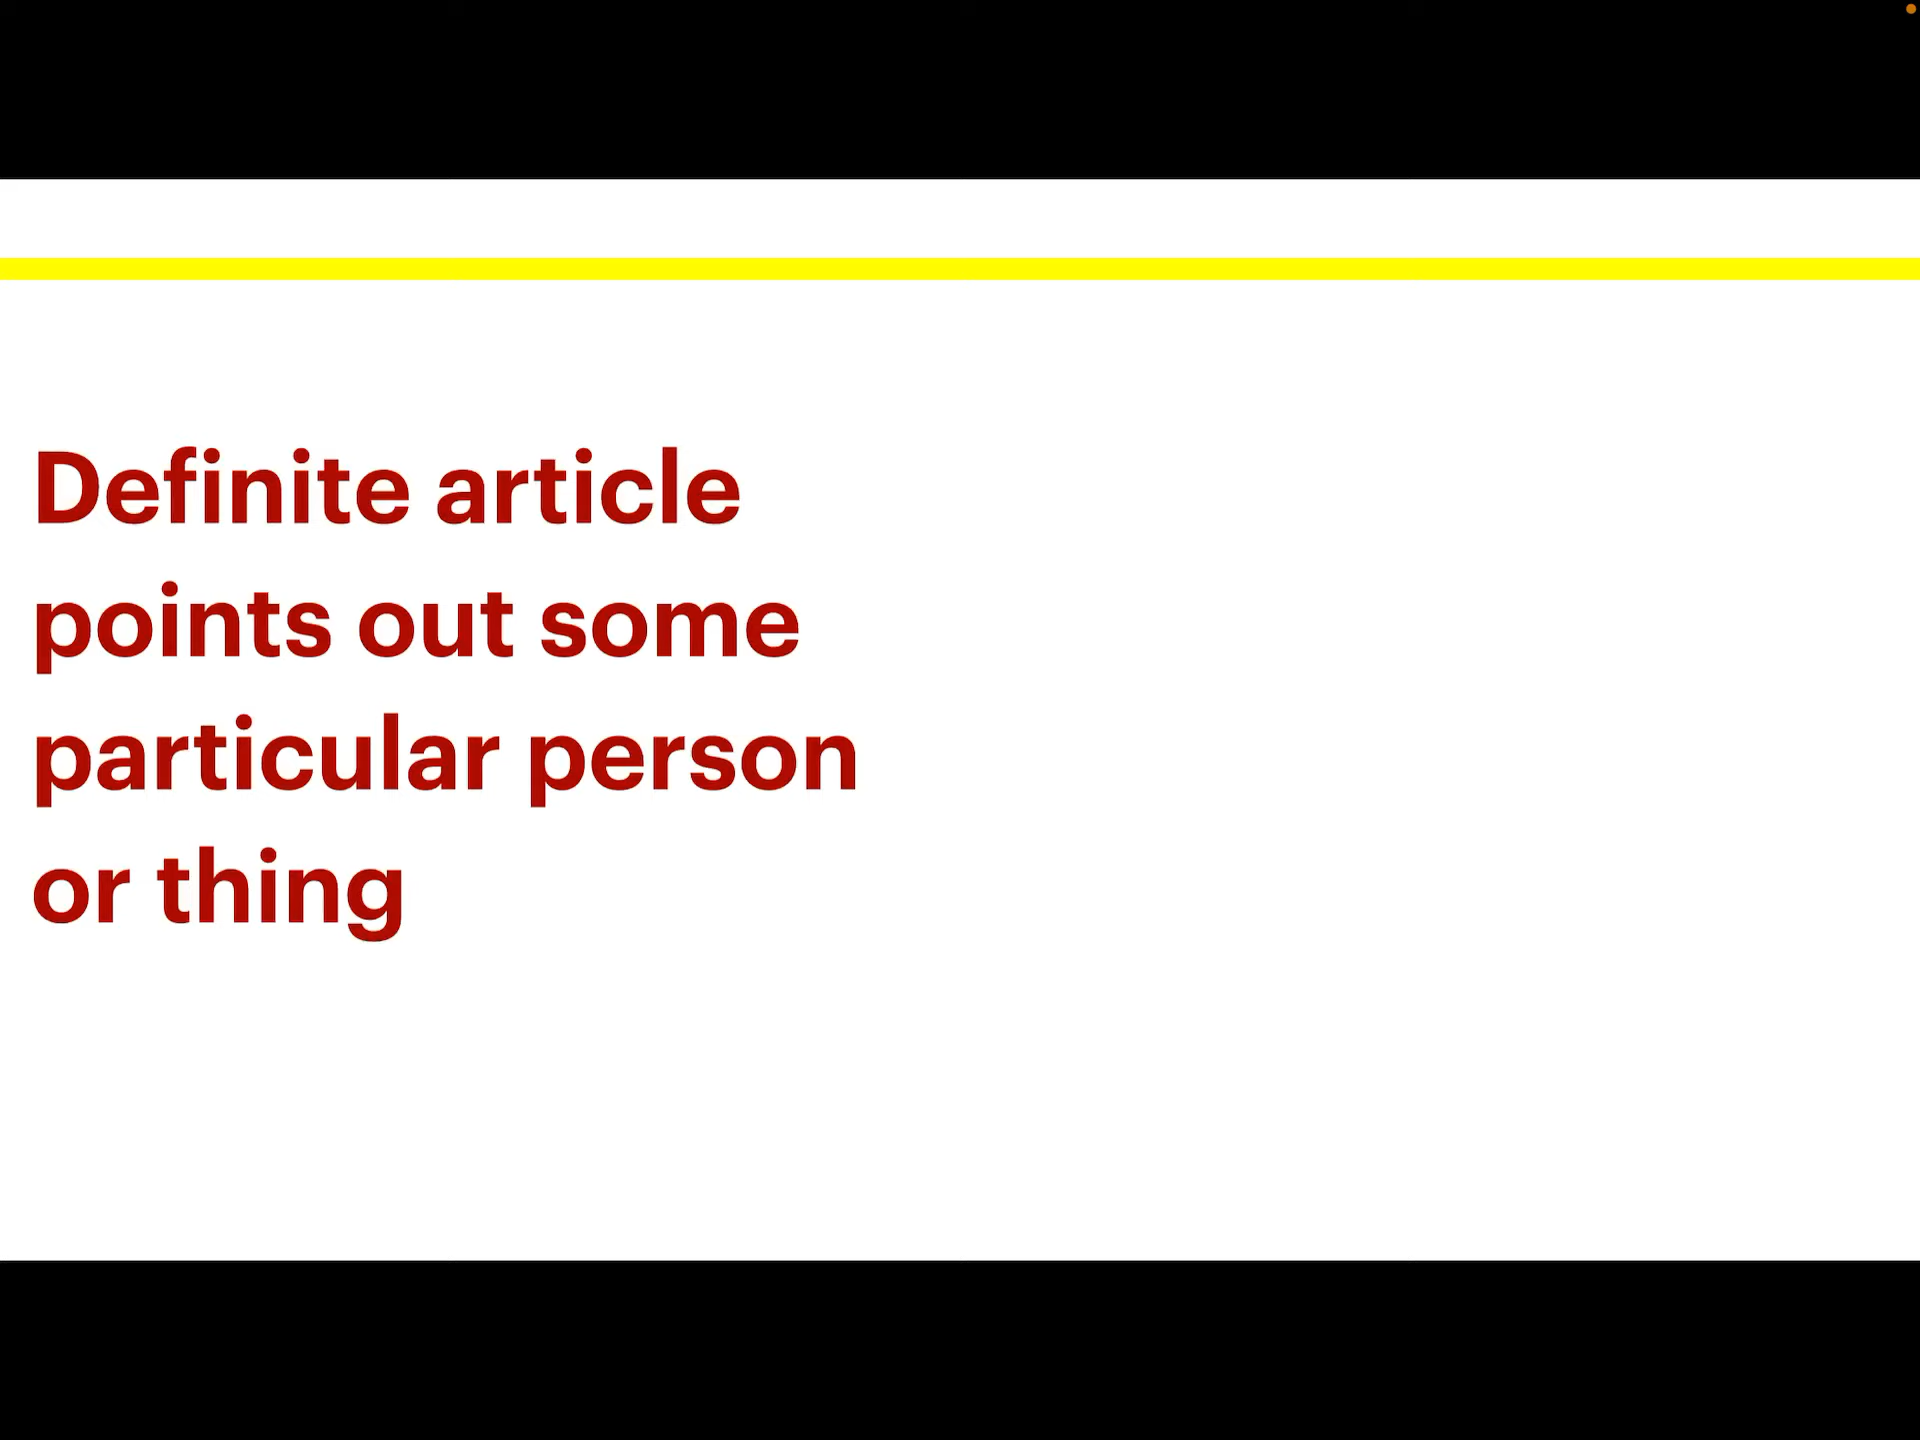 Definite article
points out some
particular person
or thing